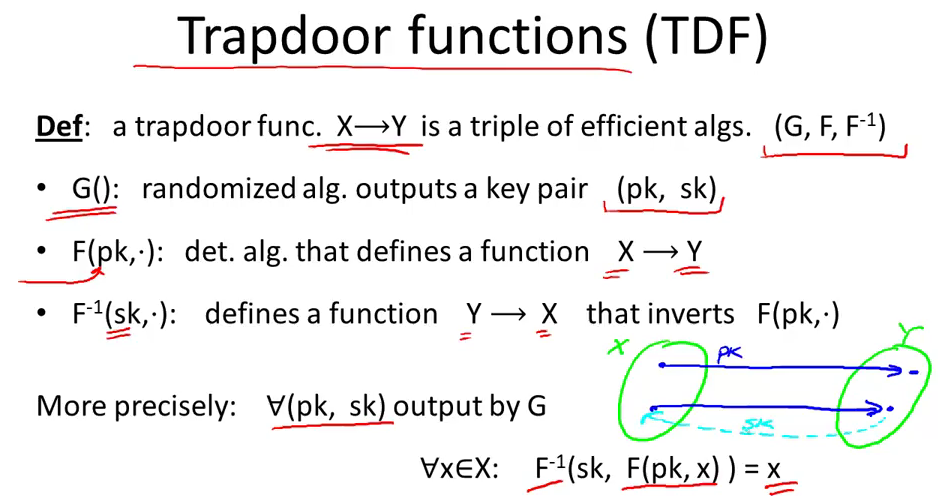 Trapdoor functions (TDF)
Def: a trapdoor func. X⟶Y is a triple of efficient algs. (G, F, F⁻¹)
• G(): randomized alg. outputs a key pair (pk, sk)
• F(pk,·): det. alg. that defines a function X ⟶ Y
• F⁻¹(sk,·): defines a function Y ⟶ X that inverts F(pk,·)
X
Y
pk
sk
More precisely: ∀(pk, sk) output by G
∀x∈X: F⁻¹(sk, F(pk, x) ) = x